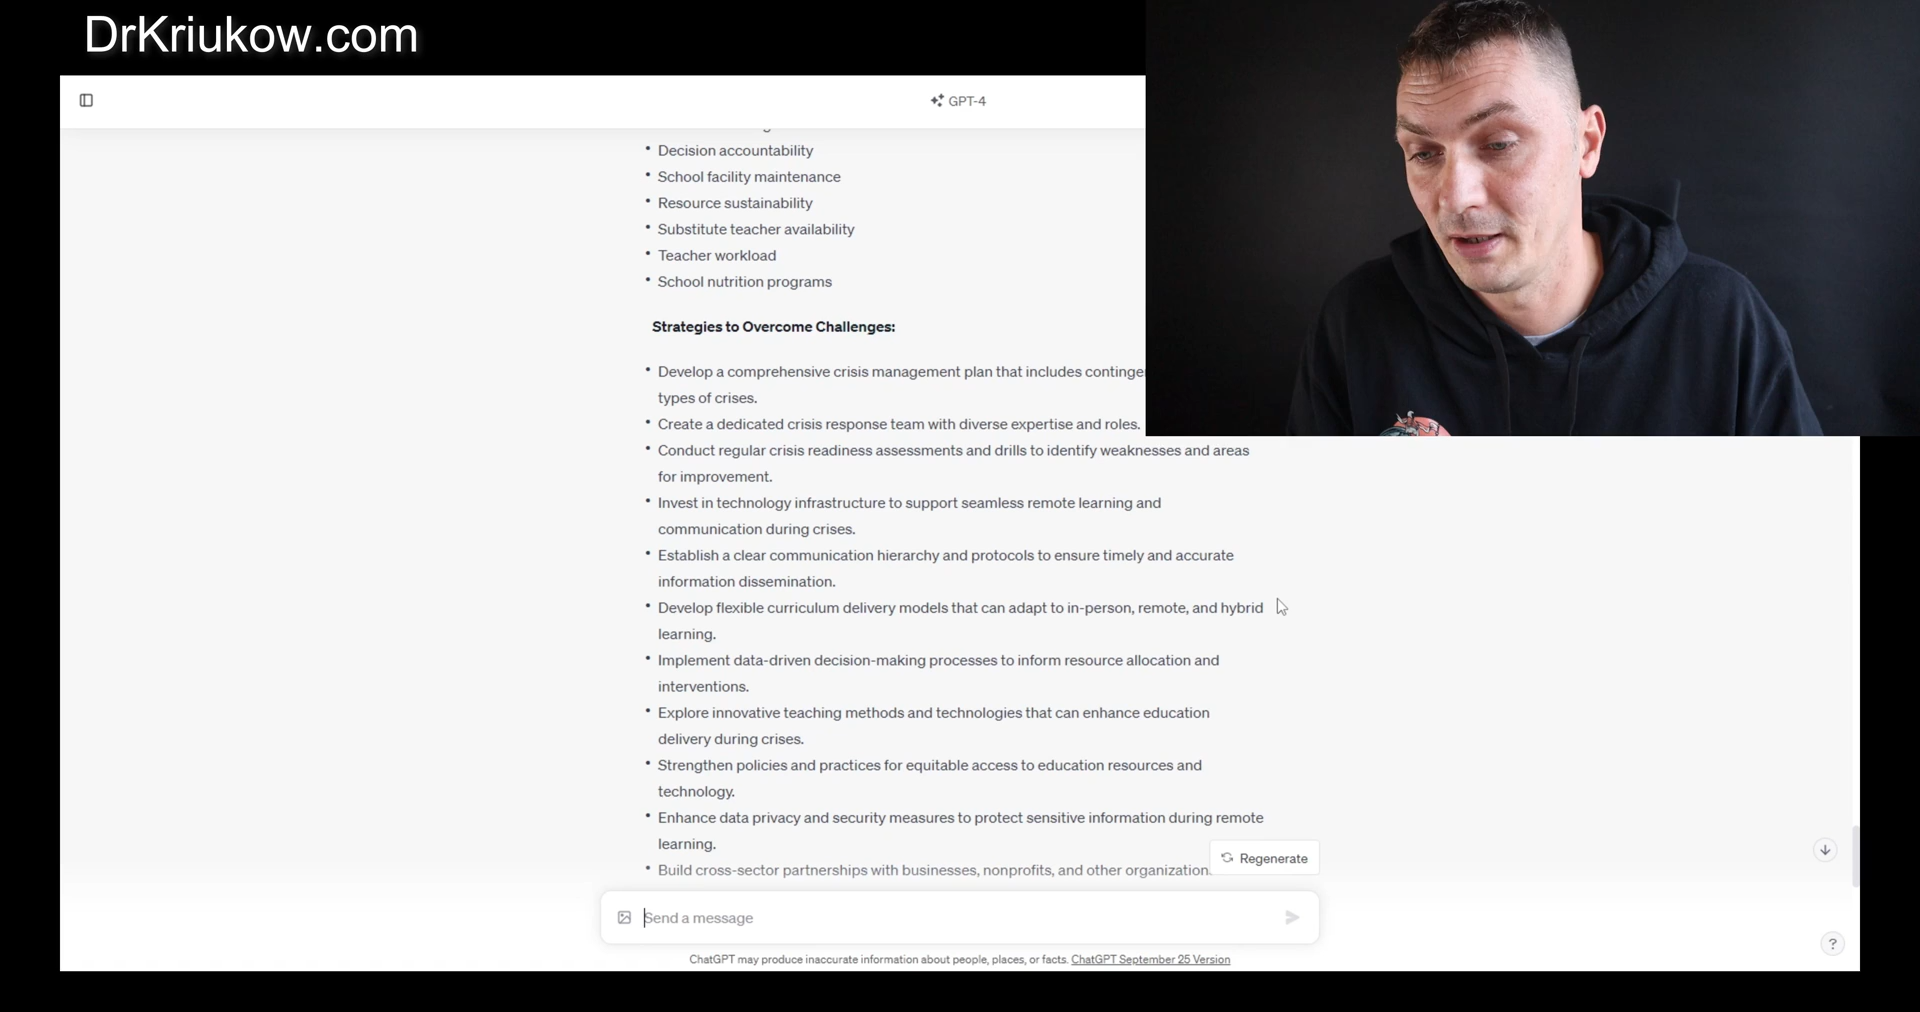 DrKriukow.com
GPT-4
• Decision accountability
• School facility maintenance
• Resource sustainability
• Substitute teacher availability
• Teacher workload
• School nutrition programs
Strategies to Overcome Challenges:
• Develop a comprehensive crisis management plan that includes
types of crises.
• Create a dedicated crisis response team with diverse expertise and roles.
• Conduct regular crisis readiness assessments and drills to identify weaknesses and areas
for improvement.
• Invest in technology infrastructure to support seamless remote learning and
communication during crises.
• Establish a clear communication hierarchy and protocols to ensure timely and accurate
information dissemination.
• Develop flexible curriculum delivery models that can adapt to in-person, remote, and hybrid
learning.
• Implement data-driven decision-making processes to inform resource allocation and
interventions.
• Explore innovative teaching methods and technologies that can enhance education
delivery during crises.
• Strengthen policies and practices for equitable access to education resources and
technology.
• Enhance data privacy and security measures to protect sensitive information during remote
learning.
Regenerate
• Build cross-sector partnerships with businesses, nonprofits, and other organization
Send a message
?
ChatGPT may produce inaccurate information about people, places, or facts. ChatGPT September 25 Version